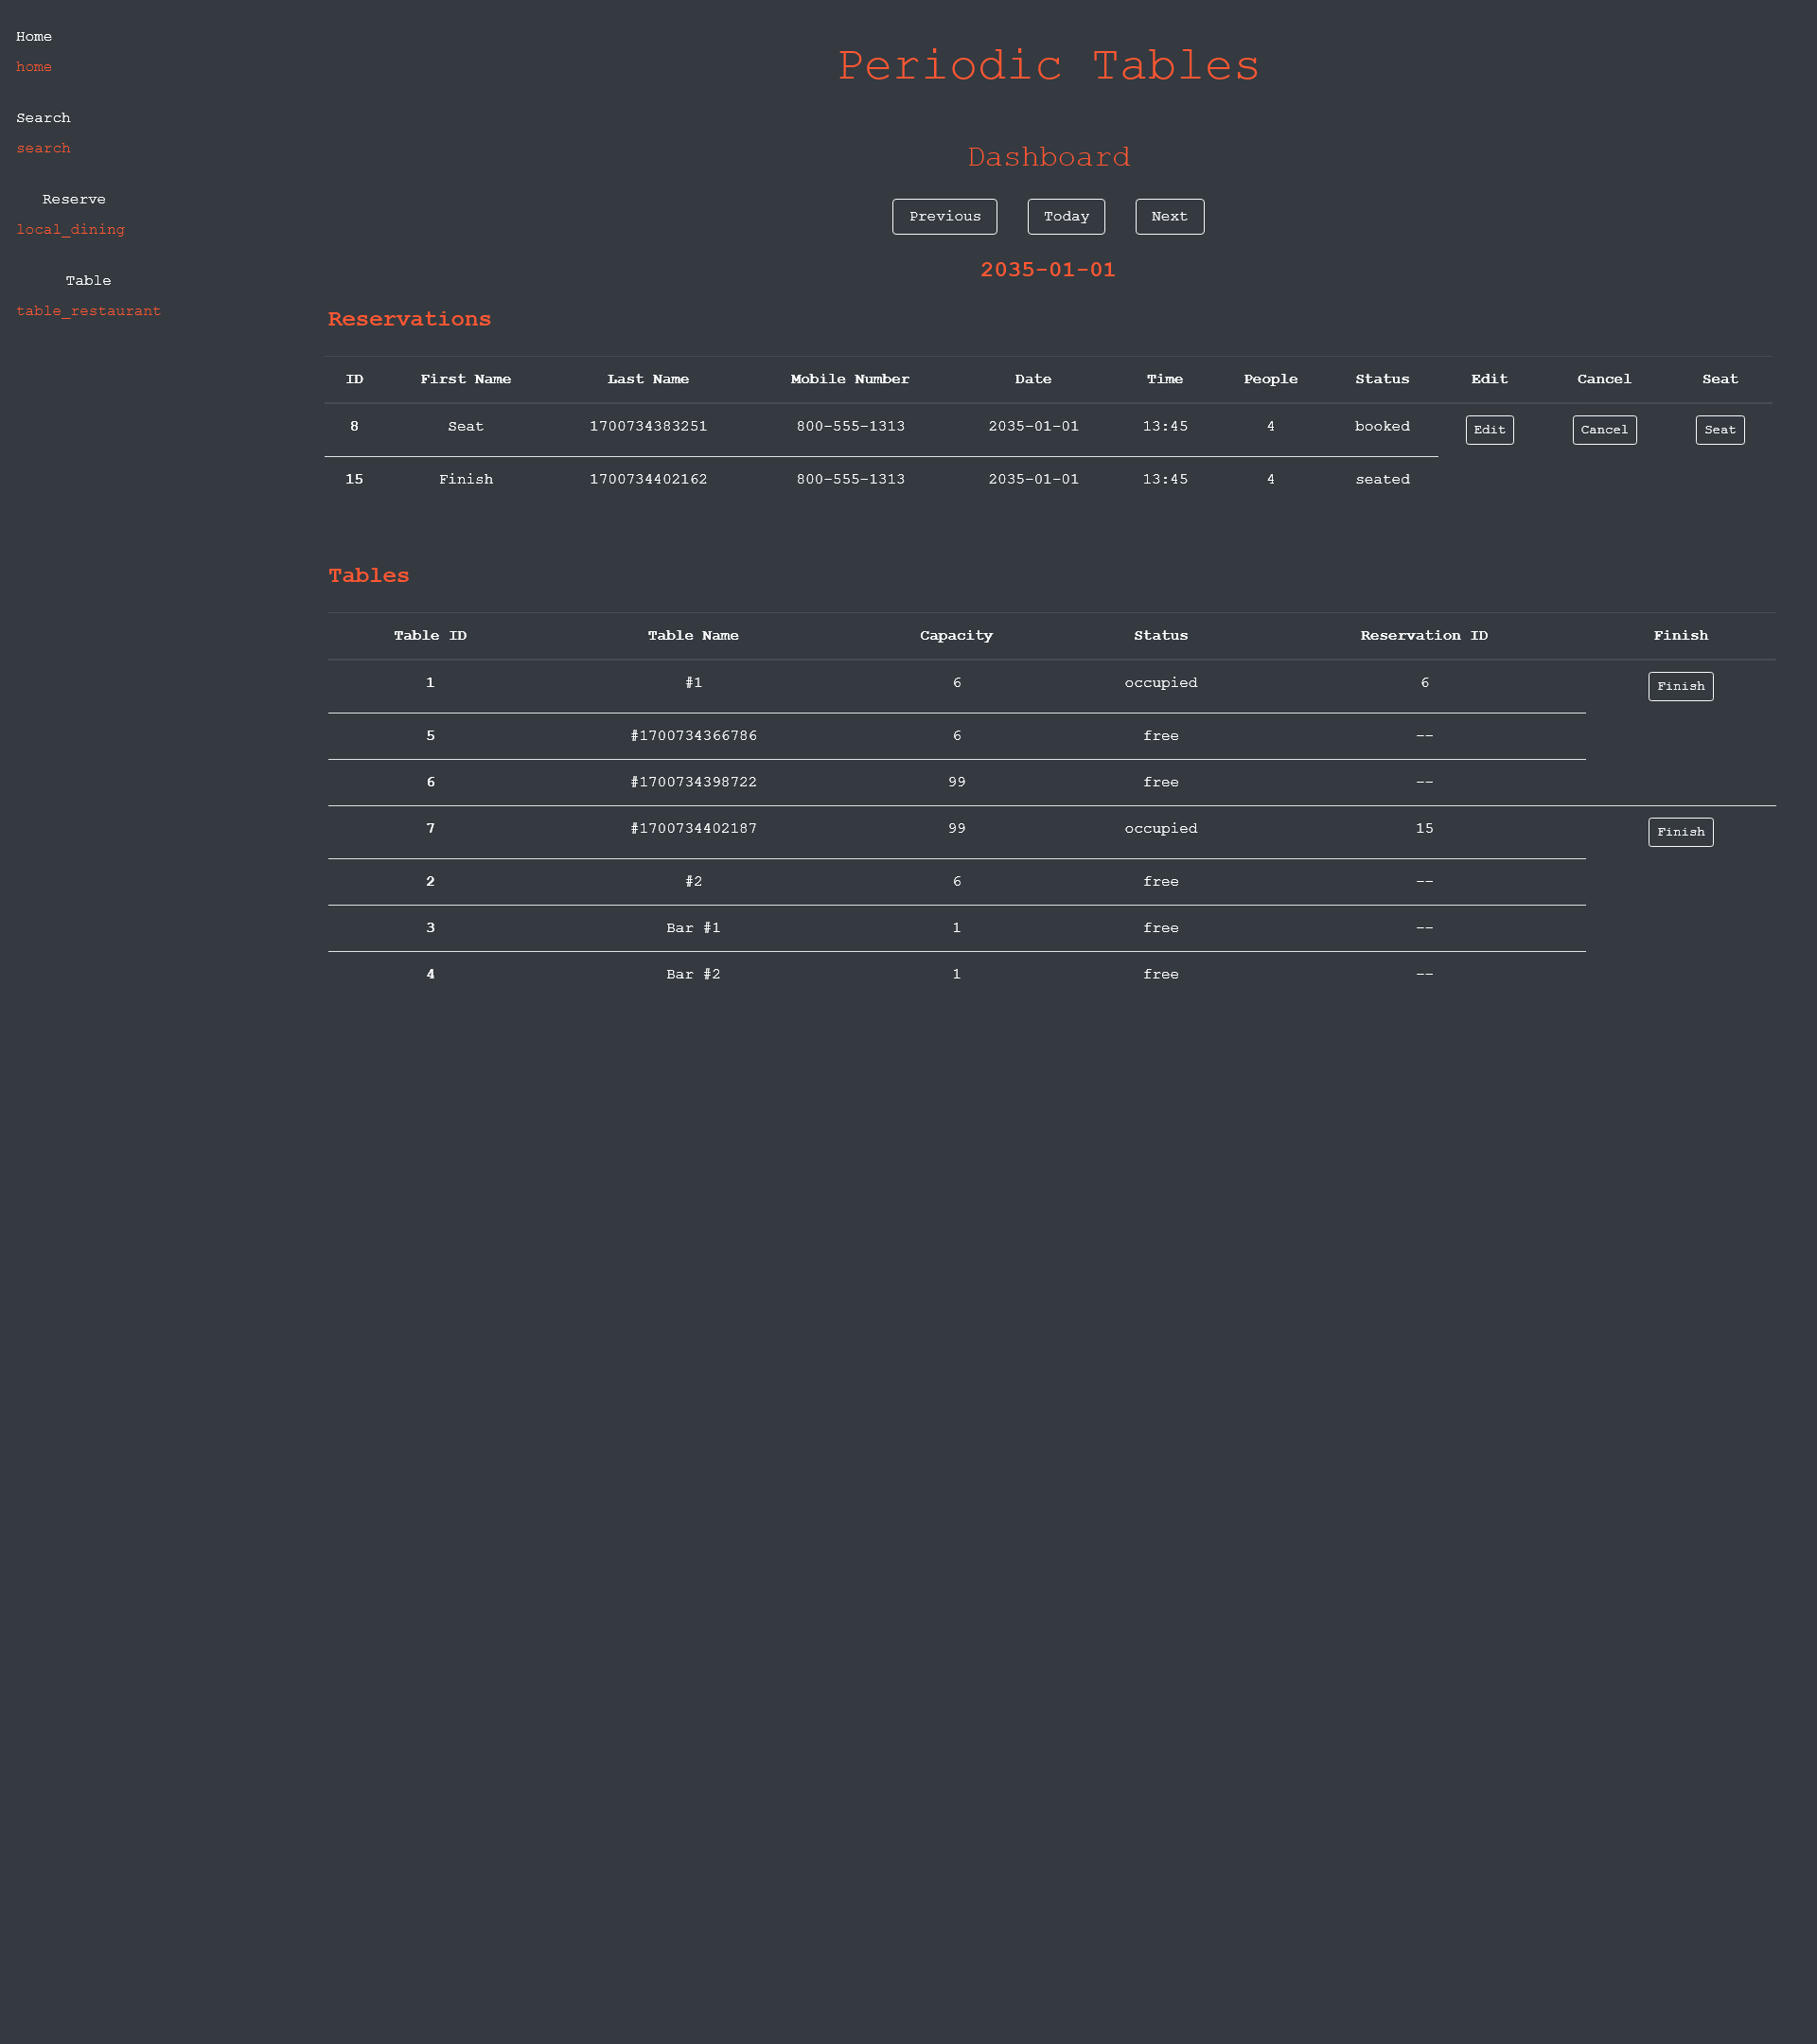 Home
home
Search
search
Reserve
local_dining
Table
table_restaurant
Periodic Tables
Dashboard
Previous Today Next
2035-01-01
Reservations
ID First Name Last Name Mobile Number Date Time People Status Edit Cancel Seat
8 Seat 1700734383251 800-555-1313 2035-01-01 13:45 4 booked Edit Cancel Seat
15 Finish 1700734402162 800-555-1313 2035-01-01 13:45 4 seated
Tables
Table ID Table Name Capacity Status Reservation ID Finish
1 #1 6 occupied 6 Finish
5 #1700734366786 6 free --
6 #1700734398722 99 free --
7 #1700734402187 99 occupied 15 Finish
2 #2 6 free --
3 Bar #1 1 free --
4 Bar #2 1 free --